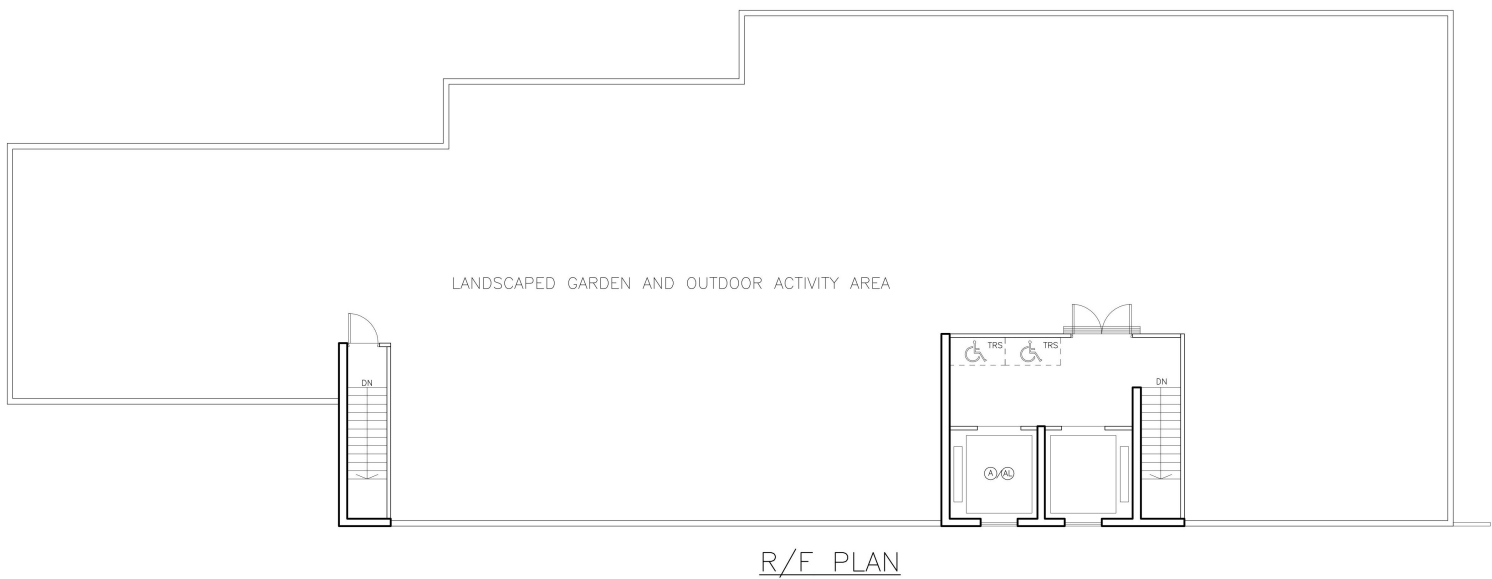 LANDSCAPED GARDEN AND OUTDOOR ACTIVITY AREA
TRS TRS
DN DN
A/AL
R/F PLAN